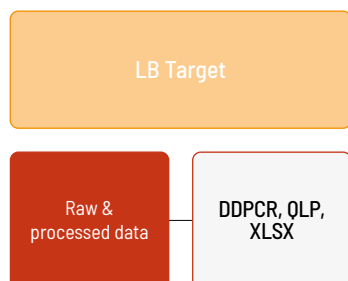 LB Target
Raw &
processed data
DDPCR, QLP,
XLSX